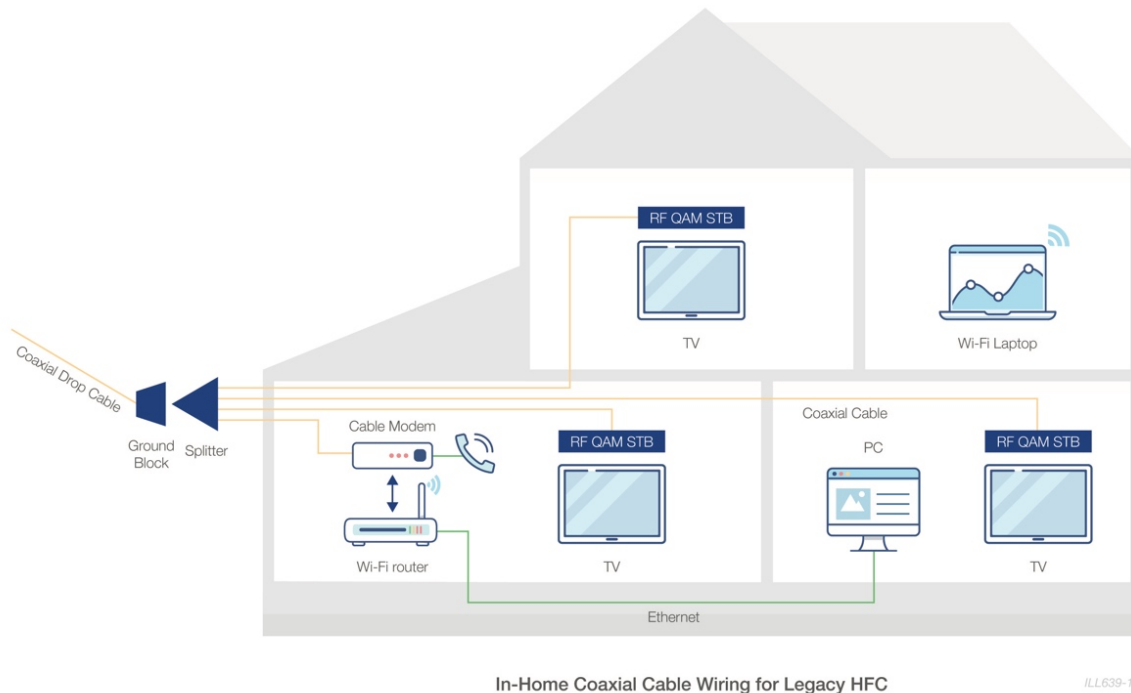 RF QAM STB
TV
Wi-Fi Laptop
Coaxial Drop Cable
Ground
Block
Splitter
Cable Modem
Wi-Fi router
RF QAM STB
TV
Coaxial Cable
PC
RF QAM STB
TV
Ethernet
In-Home Coaxial Cable Wiring for Legacy HFC
ILL639-1